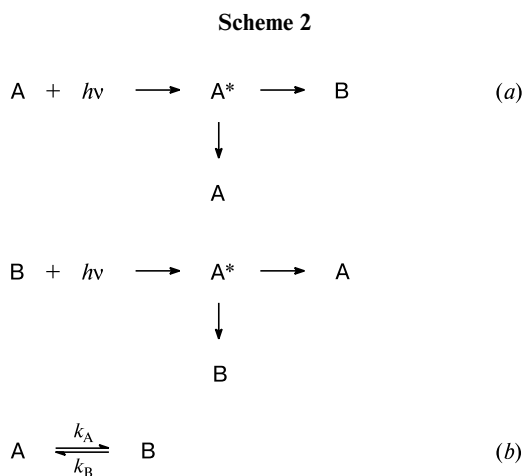 Scheme 2
A + hν → A* → B (a)
↓
A
B + hν → A* → A
↓
B
k_A
A ⇌ B (b)
k_B